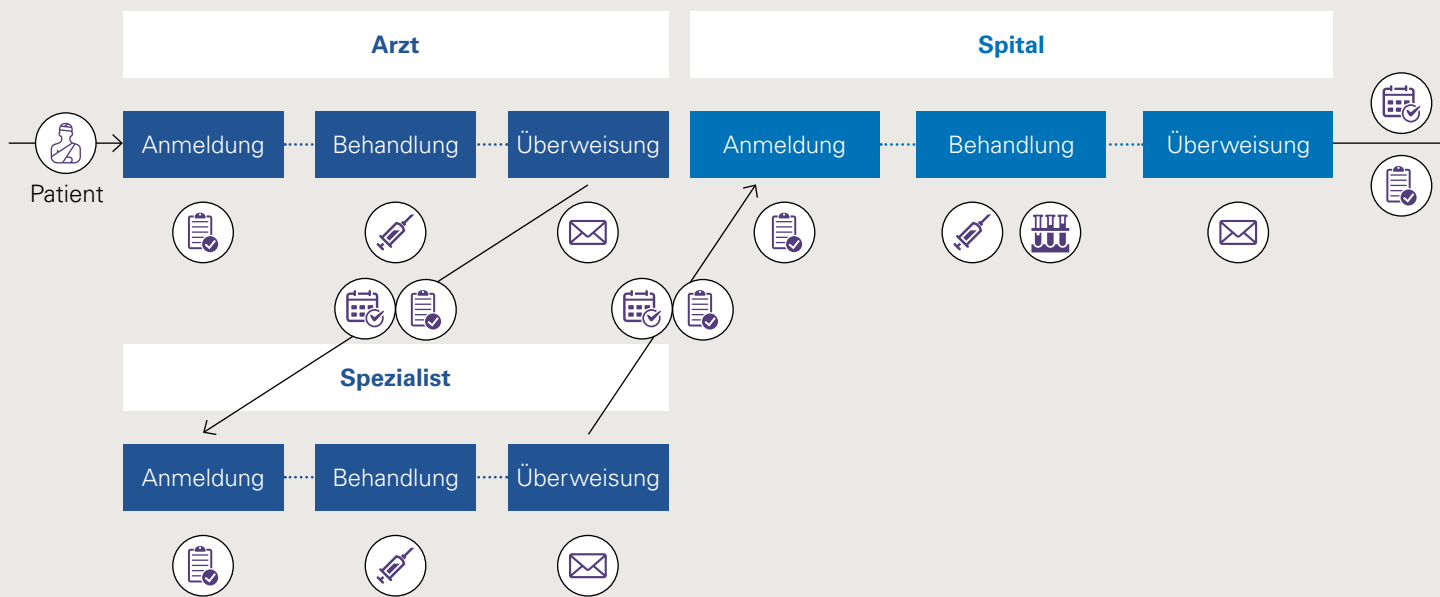 Arzt
Spital
Patient
Anmeldung
Behandlung
Überweisung
Anmeldung
Behandlung
Überweisung
Spezialist
Anmeldung
Behandlung
Überweisung